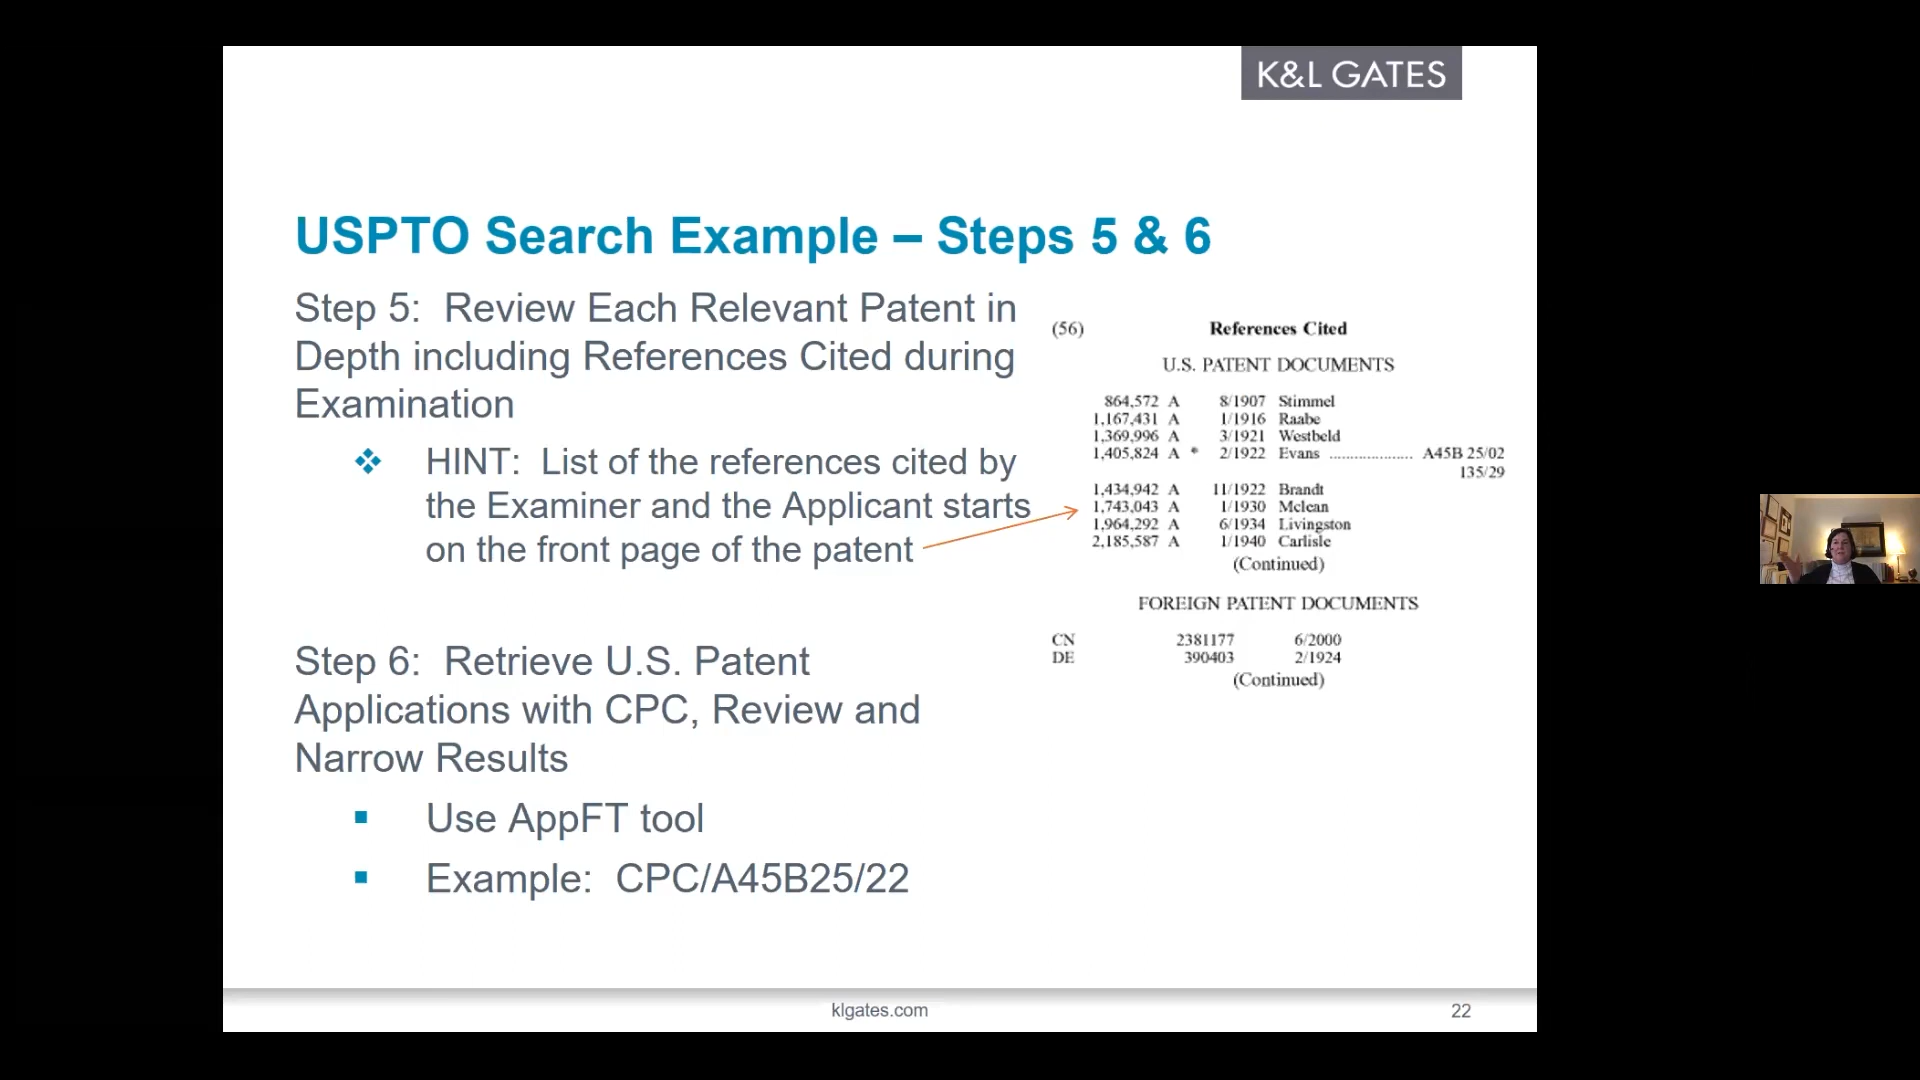 K&L GATES
USPTO Search Example – Steps 5 & 6
Step 5: Review Each Relevant Patent in
Depth including References Cited during
Examination
HINT: List of the references cited by
the Examiner and the Applicant starts
on the front page of the patent
Step 6: Retrieve U.S. Patent
Applications with CPC, Review and
Narrow Results
Use AppFT tool
Example: CPC/A45B25/22
(56) References Cited
U.S. PATENT DOCUMENTS
864,572 A 8/1907 Stimmel
1,167,431 A 1/1916 Raabe
1,369,996 A 3/1921 Westbeld
1,405,824 A * 2/1922 Evans .................... A45B 25/02
135/29
1,434,942 A 11/1922 Brandt
1,743,043 A 1/1930 Mclean
1,964,292 A 6/1934 Livingston
2,185,587 A 1/1940 Carlisle
(Continued)
FOREIGN PATENT DOCUMENTS
CN 2381177 6/2000
DE 390403 2/1924
(Continued)
klgates.com
22